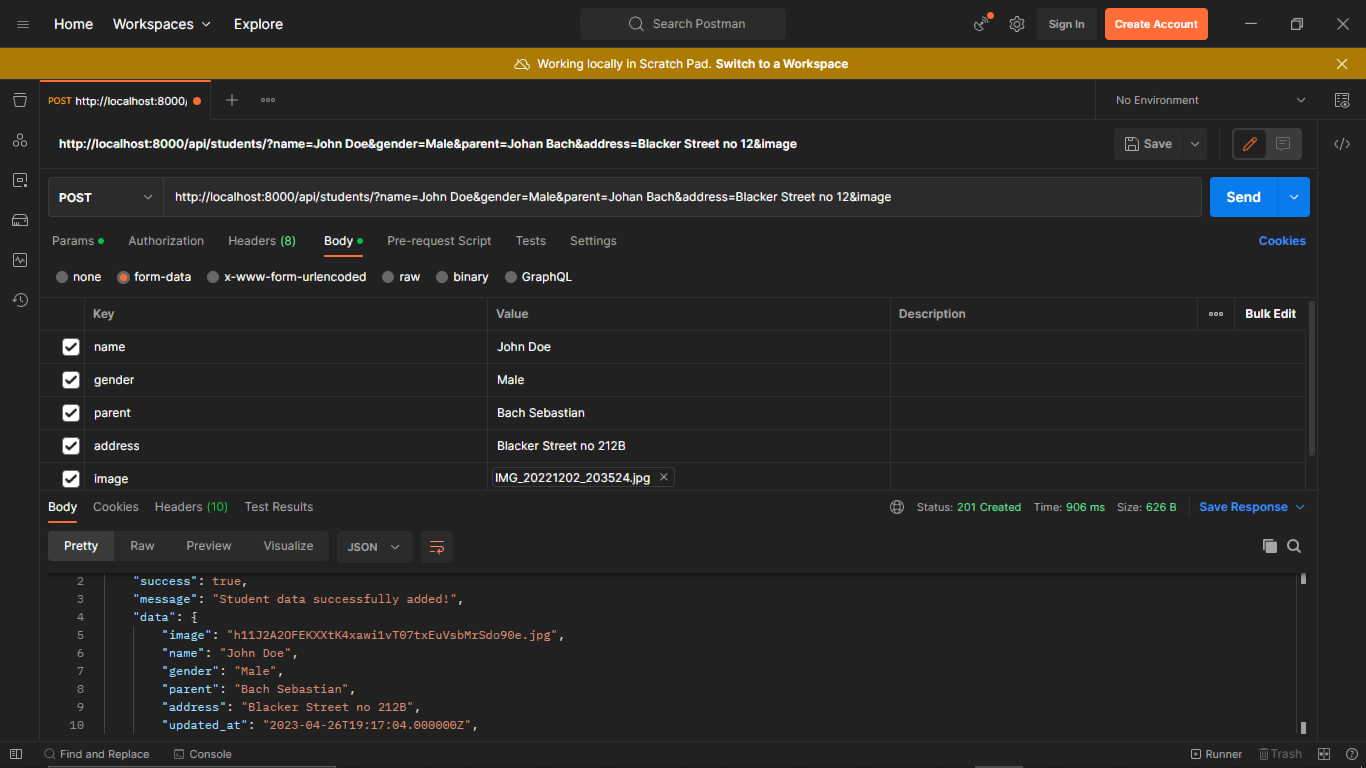 Home Workspaces Explore Search Postman Sign In Create Account
Working locally in Scratch Pad. Switch to a Workspace
POST http://localhost:8000/ No Environment
http://localhost:8000/api/students/?name=John Doe&gender=Male&parent=Johan Bach&address=Blacker Street no 12&image Save
POST http://localhost:8000/api/students/?name=John Doe&gender=Male&parent=Johan Bach&address=Blacker Street no 12&image Send
Params Authorization Headers (8) Body Pre-request Script Tests Settings Cookies
none form-data x-www-form-urlencoded raw binary GraphQL
Key Value Description Bulk Edit
name John Doe
gender Male
parent Bach Sebastian
address Blacker Street no 212B
image IMG_20221202_203524.jpg
Body Cookies Headers (10) Test Results Status: 201 Created Time: 906 ms Size: 626 B Save Response
Pretty Raw Preview Visualize JSON
2 "success": true,
3 "message": "Student data successfully added!",
4 "data": {
5 "image": "h11J2A2OFEKXXtK4xawi1vT07txEuVsbMrSdo90e.jpg",
6 "name": "John Doe",
7 "gender": "Male",
8 "parent": "Bach Sebastian",
9 "address": "Blacker Street no 212B",
10 "updated_at": "2023-04-26T19:17:04.000000Z",
Find and Replace Console Runner Trash